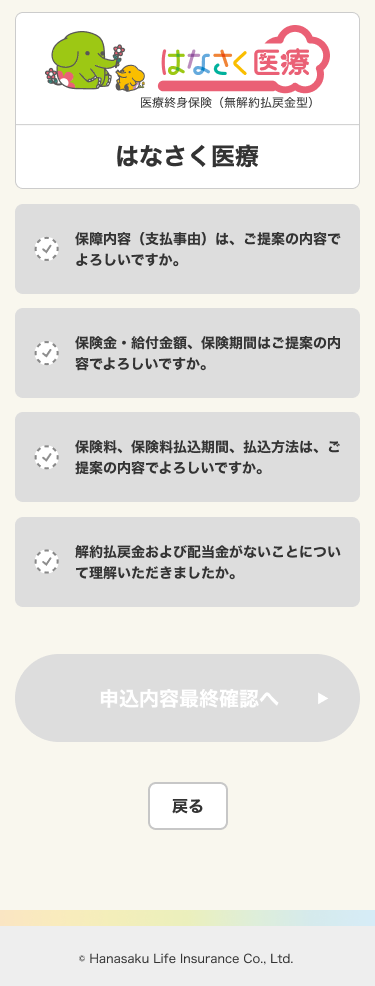 はなさく医療
医療終身保険（無解約払戻金型）
はなさく医療
保障内容（支払事由）は、ご提案の内容で
よろしいですか。
保険金・給付金額、保険期間はご提案の内
容でよろしいですか。
保険料、保険料払込期間、払込方法は、ご
提案の内容でよろしいですか。
解約払戻金および配当金がないことについ
て理解いただきましたか。
申込内容最終確認へ
戻る
© Hanasaku Life Insurance Co., Ltd.